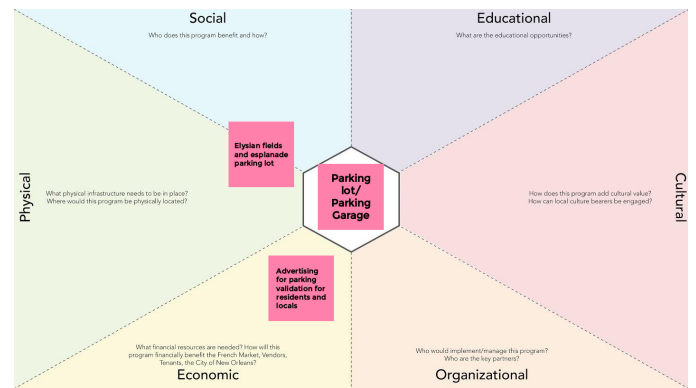 Social
Who does this program benefit and how?
Educational
What are the educational opportunities?
Elysian fields
and esplanade
parking lot
Parking
lot/
Parking
Garage
Physical
What physical infrastructure needs to be in place?
Where would this program be physically located?
Cultural
How does this program add cultural value?
How can local culture bearers be engaged?
Advertising
for parking
validation for
residents and
locals
What financial resources are needed? How will this
program financially benefit the French Market, Vendors,
Tenants, the City of New Orleans?
Economic
Who would implement/manage this program?
Who are the key partners?
Organizational